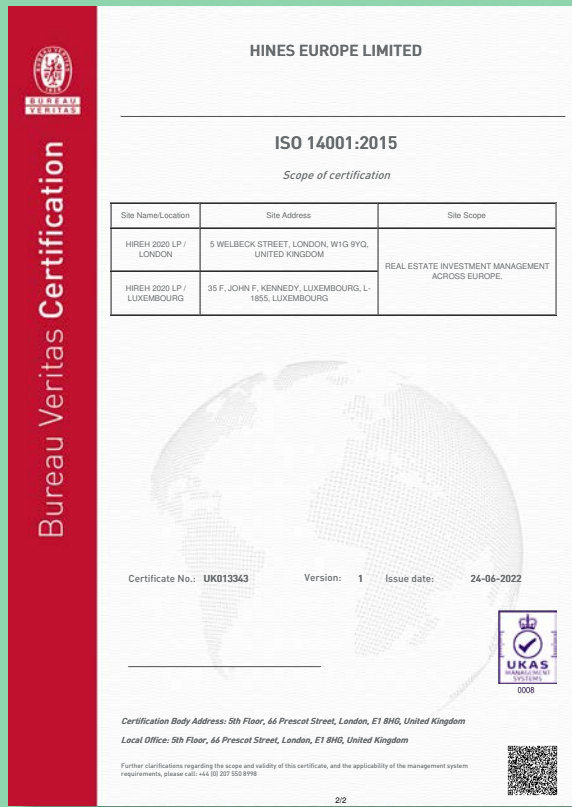 HINES EUROPE LIMITED
BUREAU
VERITAS
Bureau Veritas Certification
ISO 14001:2015
Scope of certification
Site Name/Location Site Address Site Scope
HIREH 2020 LP /
LONDON
5 WELBECK STREET, LONDON, W1G 9YQ,
UNITED KINGDOM
REAL ESTATE INVESTMENT MANAGEMENT
ACROSS EUROPE.
HIREH 2020 LP /
LUXEMBOURG
35 F, JOHN F, KENNEDY, LUXEMBOURG, L-
1855, LUXEMBOURG
Certificate No.: UK013343 Version: 1 Issue date: 24-06-2022
UKAS
MANAGEMENT
SYSTEMS
0008
Certification Body Address: 5th Floor, 66 Prescot Street, London, E1 8HG, United Kingdom
Local Office: 5th Floor, 66 Prescot Street, London, E1 8HG, United Kingdom
Further clarifications regarding the scope and validity of this certificate, and the applicability of the management system
requirements, please call: +44 (0) 207 550 8998
2/2